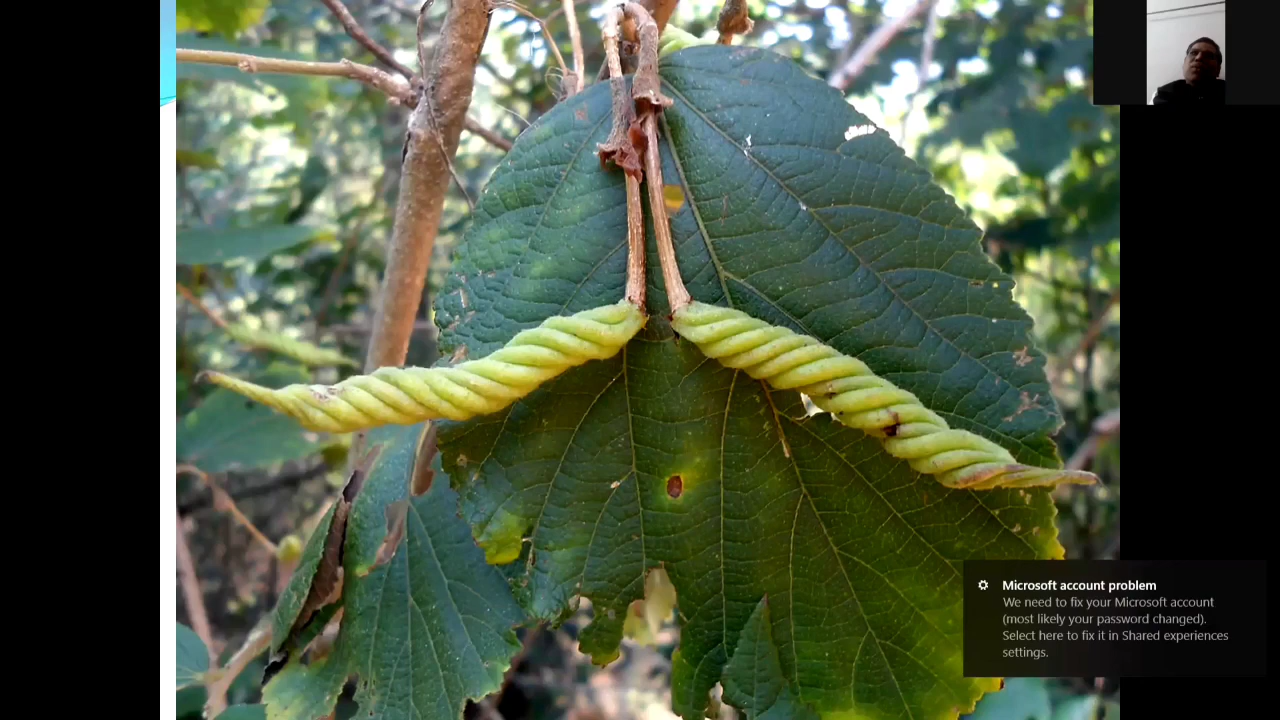 Microsoft account problem
We need to fix your Microsoft account
(most likely your password changed).
Select here to fix it in Shared experiences
settings.